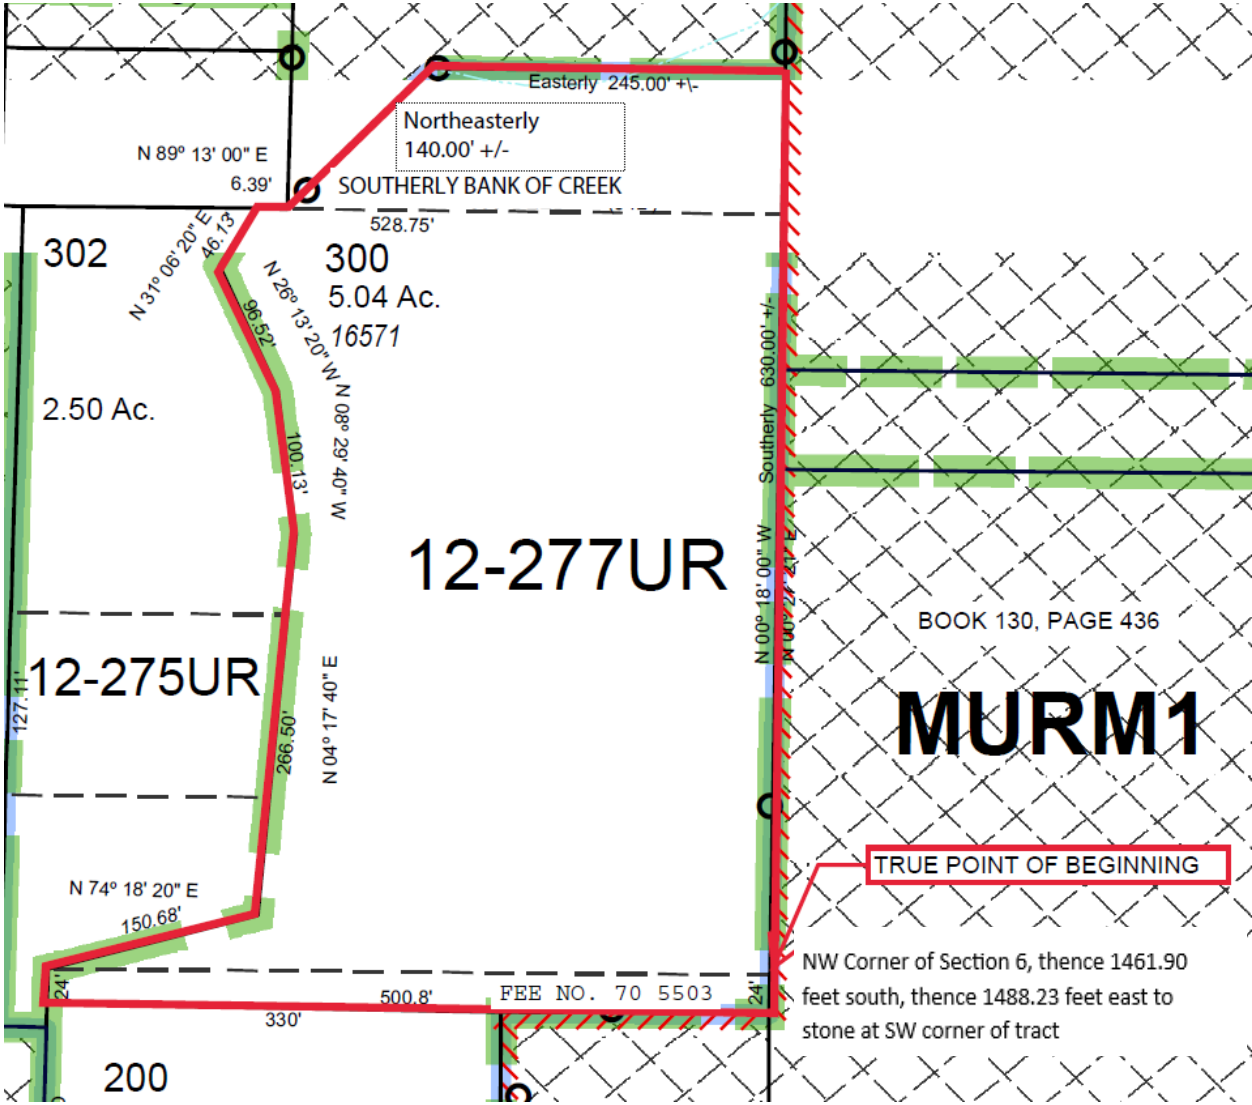 Easterly 245.00' +\-
Northeasterly
140.00' +/-
N 89º 13' 00" E
6.39'
SOUTHERLY BANK OF CREEK
528.75'
N 31º 06' 20" E
46.13'
302
300
5.04 Ac.
16571
N 26º 13' 20" W
96.52'
2.50 Ac.
N 08º 29' 40" W
100.13'
Southerly 630.00' +/-
12-277UR
N 00º 18' 00" W
BOOK 130, PAGE 436
12-275UR
127.11'
N 04º 17' 40" E
266.50'
MURM1
TRUE POINT OF BEGINNING
N 74º 18' 20" E
150.68'
NW Corner of Section 6, thence 1461.90
feet south, thence 1488.23 feet east to
stone at SW corner of tract
24'
500.8'
FEE NO. 70 5503
24'
330'
200